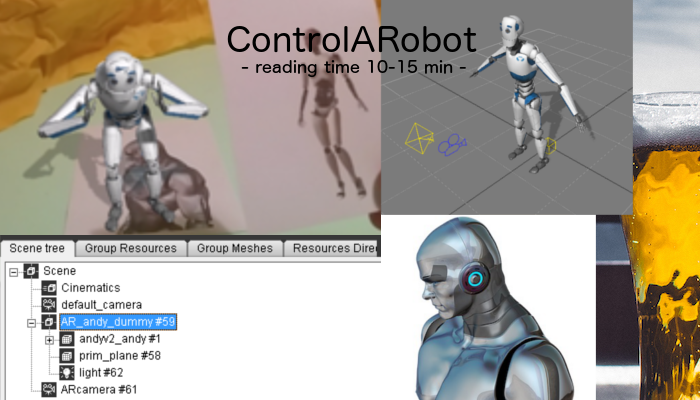 ControlARobot
- reading time 10-15 min -
Scene tree
Group Resources
Group Meshes
Resources Direc
Scene
Cinematics
default_camera
AR_andy_dummy #59
andyv2_andy #1
prim_plane #58
light #62
ARcamera #61